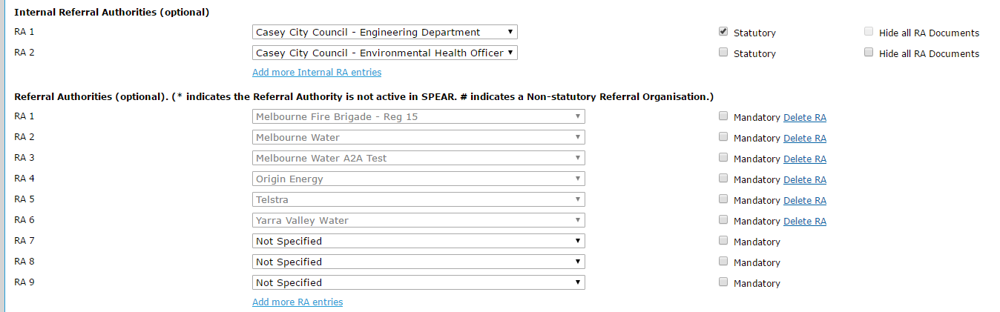 Internal Referral Authorities (optional)
RA 1 Casey City Council - Engineering Department Statutory Hide all RA Documents
RA 2 Casey City Council - Environmental Health Officer Statutory Hide all RA Documents
Add more Internal RA entries
Referral Authorities (optional). (* indicates the Referral Authority is not active in SPEAR. # indicates a Non-statutory Referral Organisation.)
RA 1 Melbourne Fire Brigade - Reg 15 Mandatory Delete RA
RA 2 Melbourne Water Mandatory Delete RA
RA 3 Melbourne Water A2A Test Mandatory Delete RA
RA 4 Origin Energy Mandatory Delete RA
RA 5 Telstra Mandatory Delete RA
RA 6 Yarra Valley Water Mandatory Delete RA
RA 7 Not Specified Mandatory
RA 8 Not Specified Mandatory
RA 9 Not Specified Mandatory
Add more RA entries